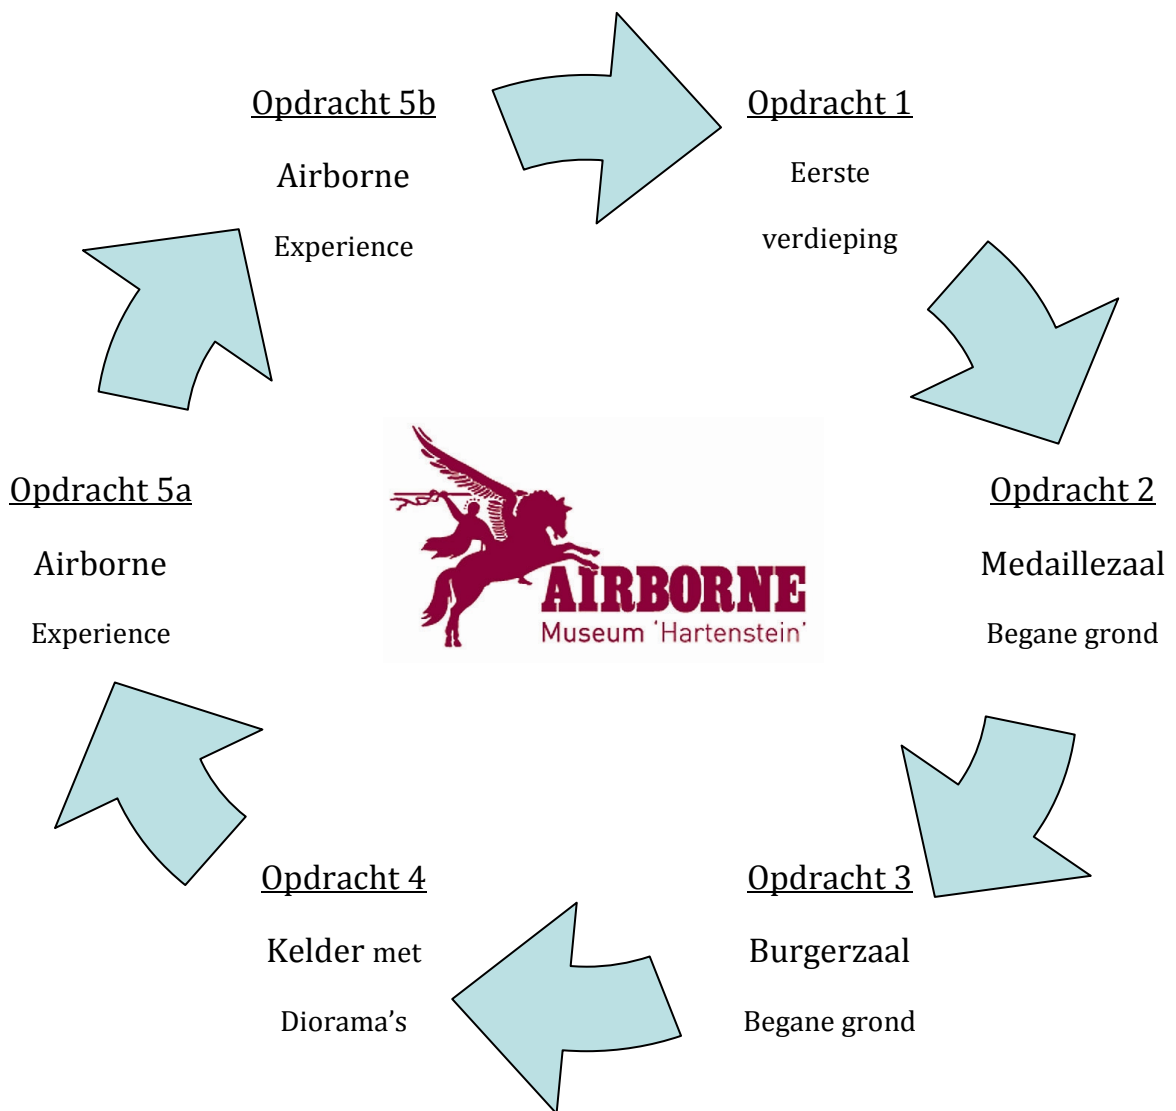 Opdracht 5b
Airborne
Experience
Opdracht 1
Eerste
verdieping
Opdracht 5a
Airborne
Experience
AIRBORNE
Museum 'Hartenstein'
Opdracht 2
Medaillezaal
Begane grond
Opdracht 4
Kelder met
Diorama’s
Opdracht 3
Burgerzaal
Begane grond